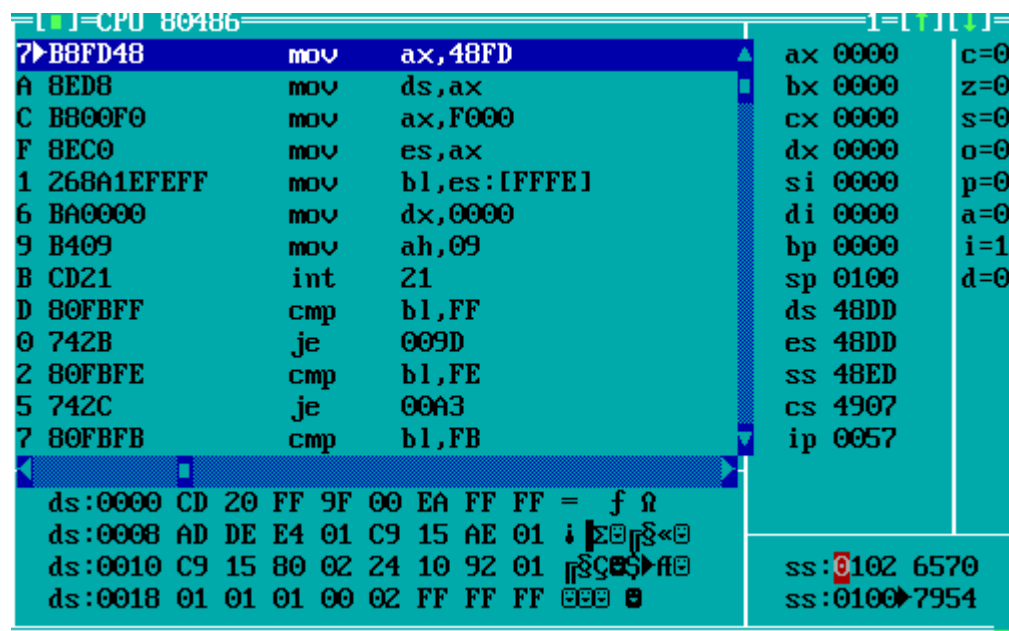 =[■]=CPU 80486=1=[↑][↓]=
7►B8FD48 mov ax,48FD ▲ ax 0000 c=0
A 8ED8 mov ds,ax bx 0000 z=0
C B800F0 mov ax,F000 cx 0000 s=0
F 8EC0 mov es,ax dx 0000 o=0
1 268A1EFEFF mov bl,es:[FFFE] si 0000 p=0
6 BA0000 mov dx,0000 di 0000 a=0
9 B409 mov ah,09 bp 0000 i=1
B CD21 int 21 sp 0100 d=0
D 80FBFF cmp bl,FF ds 48DD
0 742B je 009D es 48DD
2 80FBFE cmp bl,FE ss 48ED
5 742C je 00A3 cs 4907
7 80FBFB cmp bl,FB ▼ ip 0057
ds:0000 CD 20 FF 9F 00 EA FF FF = ƒ Ω
ds:0008 AD DE E4 01 C9 15 AE 01 ¡▐Σ☺╔§«☺
ds:0010 C9 15 80 02 24 10 92 01 ╔§Ç☻$►Æ☺ ss:0102 6570
ds:0018 01 01 01 00 02 FF FF FF ☺☺☺ ☻ ss:0100►7954